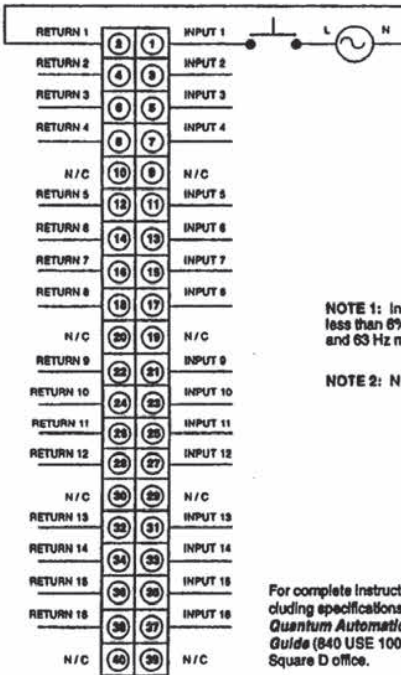 RETURN 1 2 1 INPUT 1 L N
RETURN 2 4 3 INPUT 2
RETURN 3 6 5 INPUT 3
RETURN 4 8 7 INPUT 4
N/C 10 9 N/C
RETURN 5 12 11 INPUT 5
RETURN 6 14 13 INPUT 6
RETURN 7 16 15 INPUT 7
RETURN 8 18 17 INPUT 8
N/C 20 19 N/C
RETURN 9 22 21 INPUT 9
RETURN 10 24 23 INPUT 10
RETURN 11 26 25 INPUT 11
RETURN 12 28 27 INPUT 12
N/C 30 29 N/C
RETURN 13 32 31 INPUT 13
RETURN 14 34 33 INPUT 14
RETURN 15 36 35 INPUT 15
RETURN 16 38 37 INPUT 16
N/C 40 39 N/C
NOTE 1: In
less than 6%
and 63 Hz m
NOTE 2: N
For complete instruct
cluding specifications
Quantum Automatic
Guide (840 USE 100
Square D office.